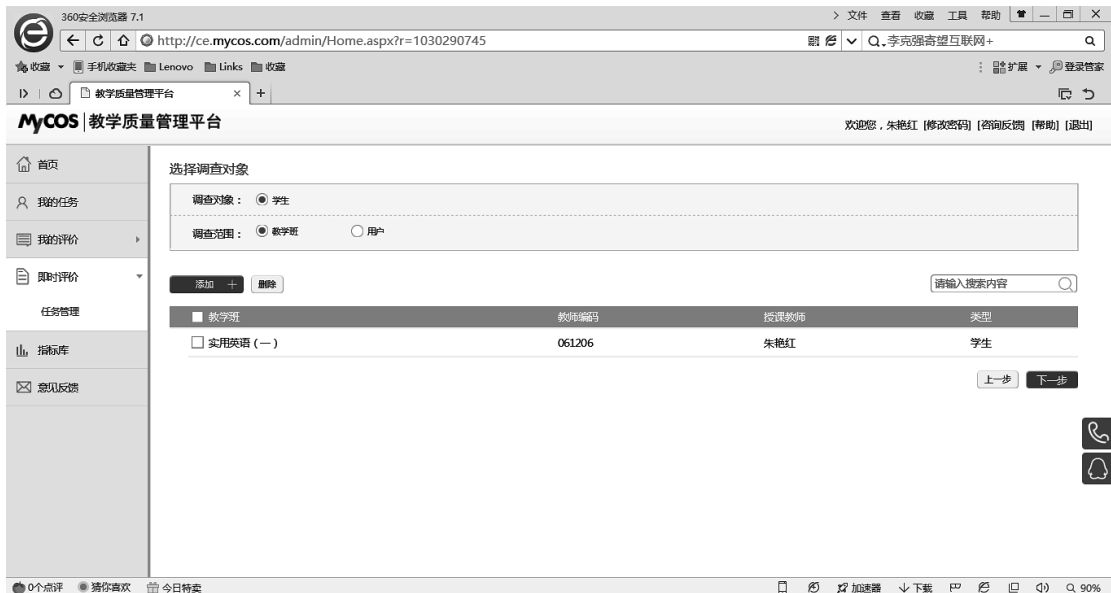 360安全浏览器 7.1
> 文件 查看 收藏 工具 帮助
http://ce.mycos.com/admin/Home.aspx?r=1030290745
李克强寄望互联网+
收藏 手机收藏夹 Lenovo Links 收藏
扩展 登录管家
教学质量管理平台 × +
MyCOS 教学质量管理平台
欢迎您，朱艳红 [修改密码] [咨询反馈] [帮助] [退出]
首页
我的任务
我的评价
即时评价
任务管理
指标库
意见反馈
选择调查对象
调查对象： 学生
调查范围： 教学班 用户
添加 + 删除
请输入搜索内容
教学班 教师编码 授课教师 类型
实用英语（一） 061206 朱艳红 学生
上一步 下一步
0个点评 猜你喜欢 今日特卖
加速器 下载 90%